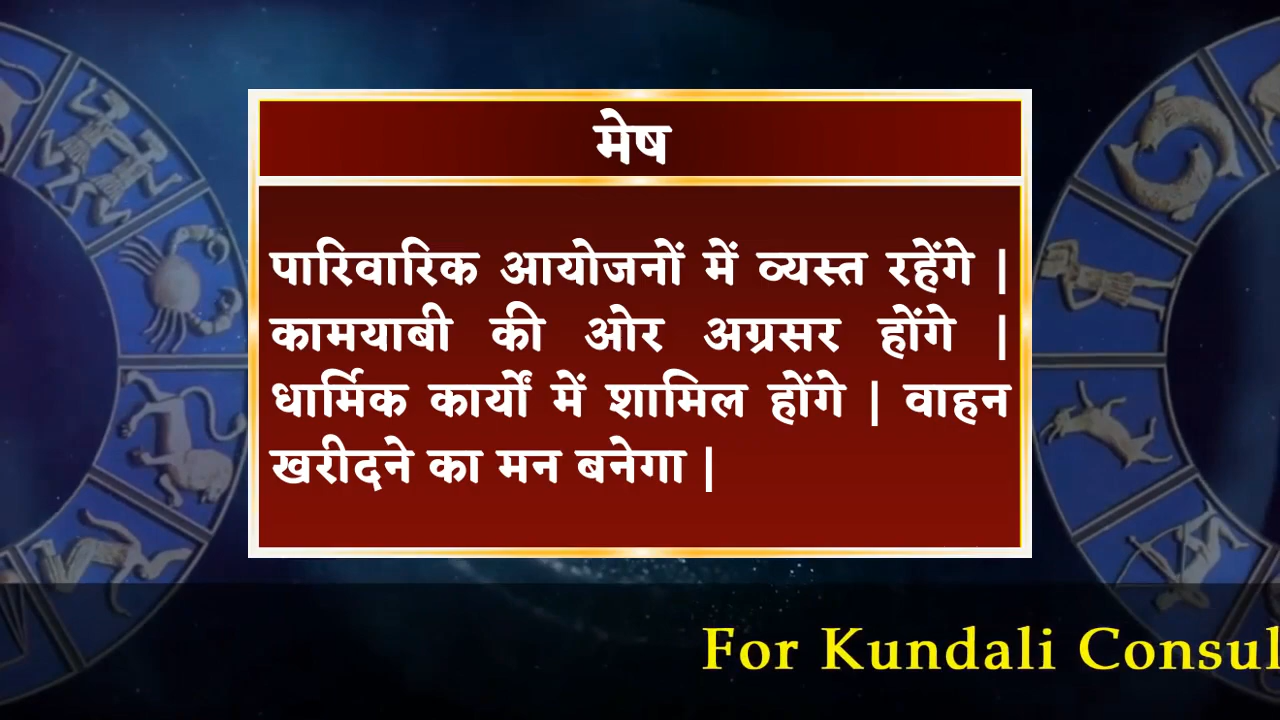 मेष
पारिवारिक आयोजनों में व्यस्त रहेंगे |
कामयाबी की ओर अग्रसर होंगे |
धार्मिक कार्यों में शामिल होंगे | वाहन
खरीदने का मन बनेगा |
For Kundali Consul